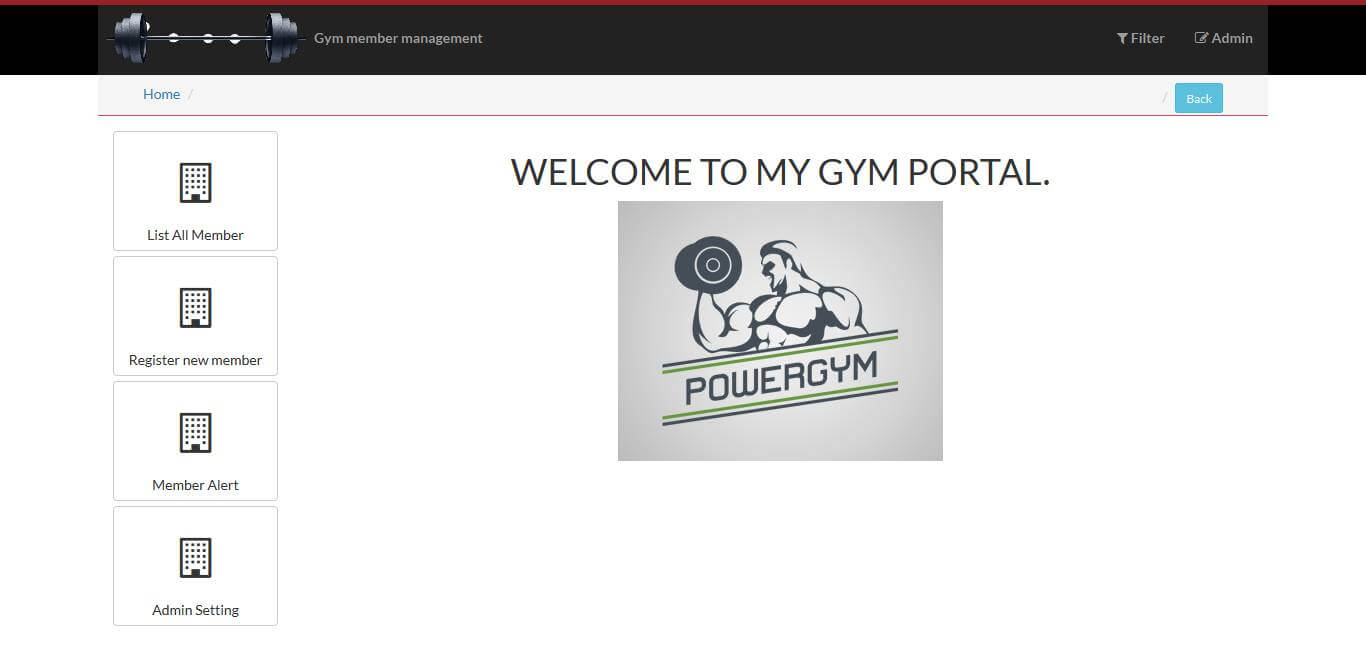 Gym member management
Filter
Admin
Home /
/ Back
WELCOME TO MY GYM PORTAL.
List All Member
Register new member
Member Alert
Admin Setting
POWERGYM